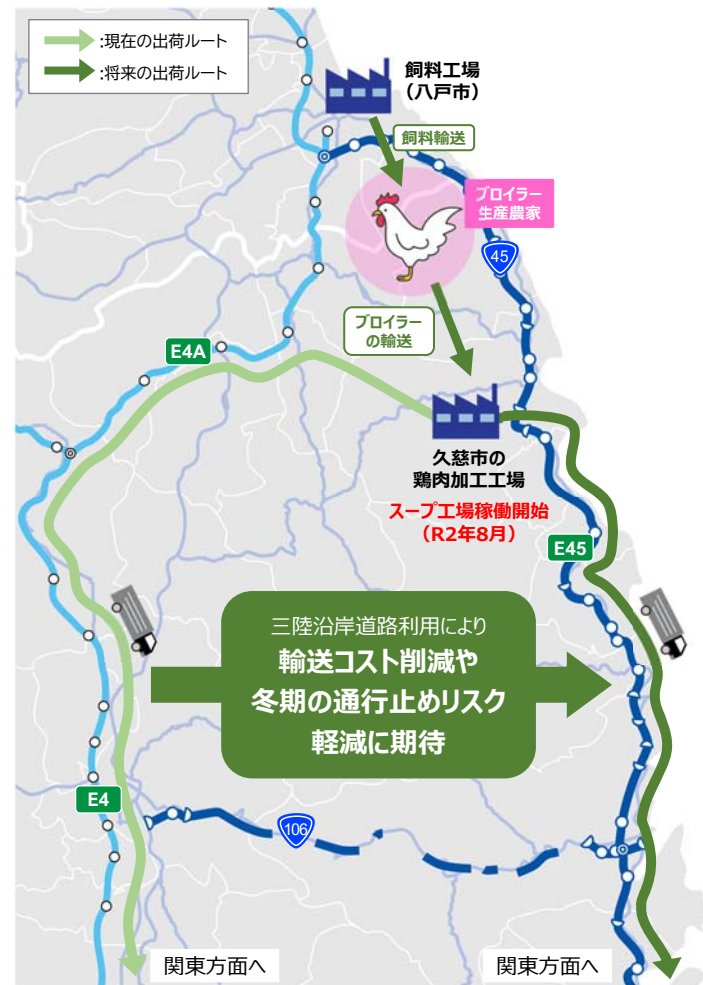 :現在の出荷ルート
:将来の出荷ルート
飼料工場
（八戸市）
飼料輸送
ブロイラー
生産農家
45
ブロイラー
の輸送
E4A
久慈市の
鶏肉加工工場
スープ工場稼働開始
（R2年8月）
E45
三陸沿岸道路利用により
輸送コスト削減や
冬期の通行止めリスク
軽減に期待
E4
106
関東方面へ
関東方面へ